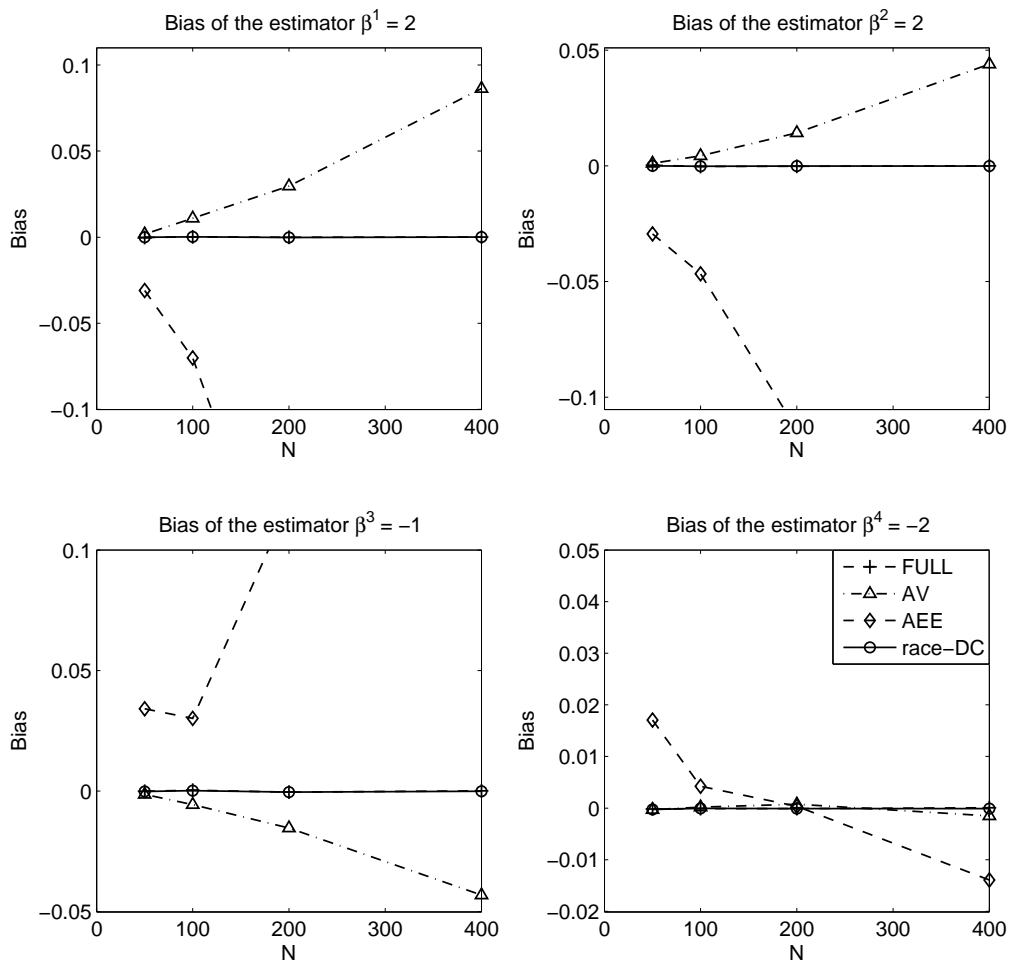 Bias of the estimator β¹ = 2
0.1
0.05
0
−0.05
−0.1
Bias
0 100 200 300 400
N
Bias of the estimator β² = 2
0.05
0
−0.05
−0.1
Bias
0 100 200 300 400
N
Bias of the estimator β³ = −1
0.1
0.05
0
−0.05
Bias
0 100 200 300 400
N
Bias of the estimator β⁴ = −2
0.05
0.04
0.03
0.02
0.01
0
−0.01
−0.02
Bias
0 100 200 300 400
N
FULL
AV
AEE
race−DC